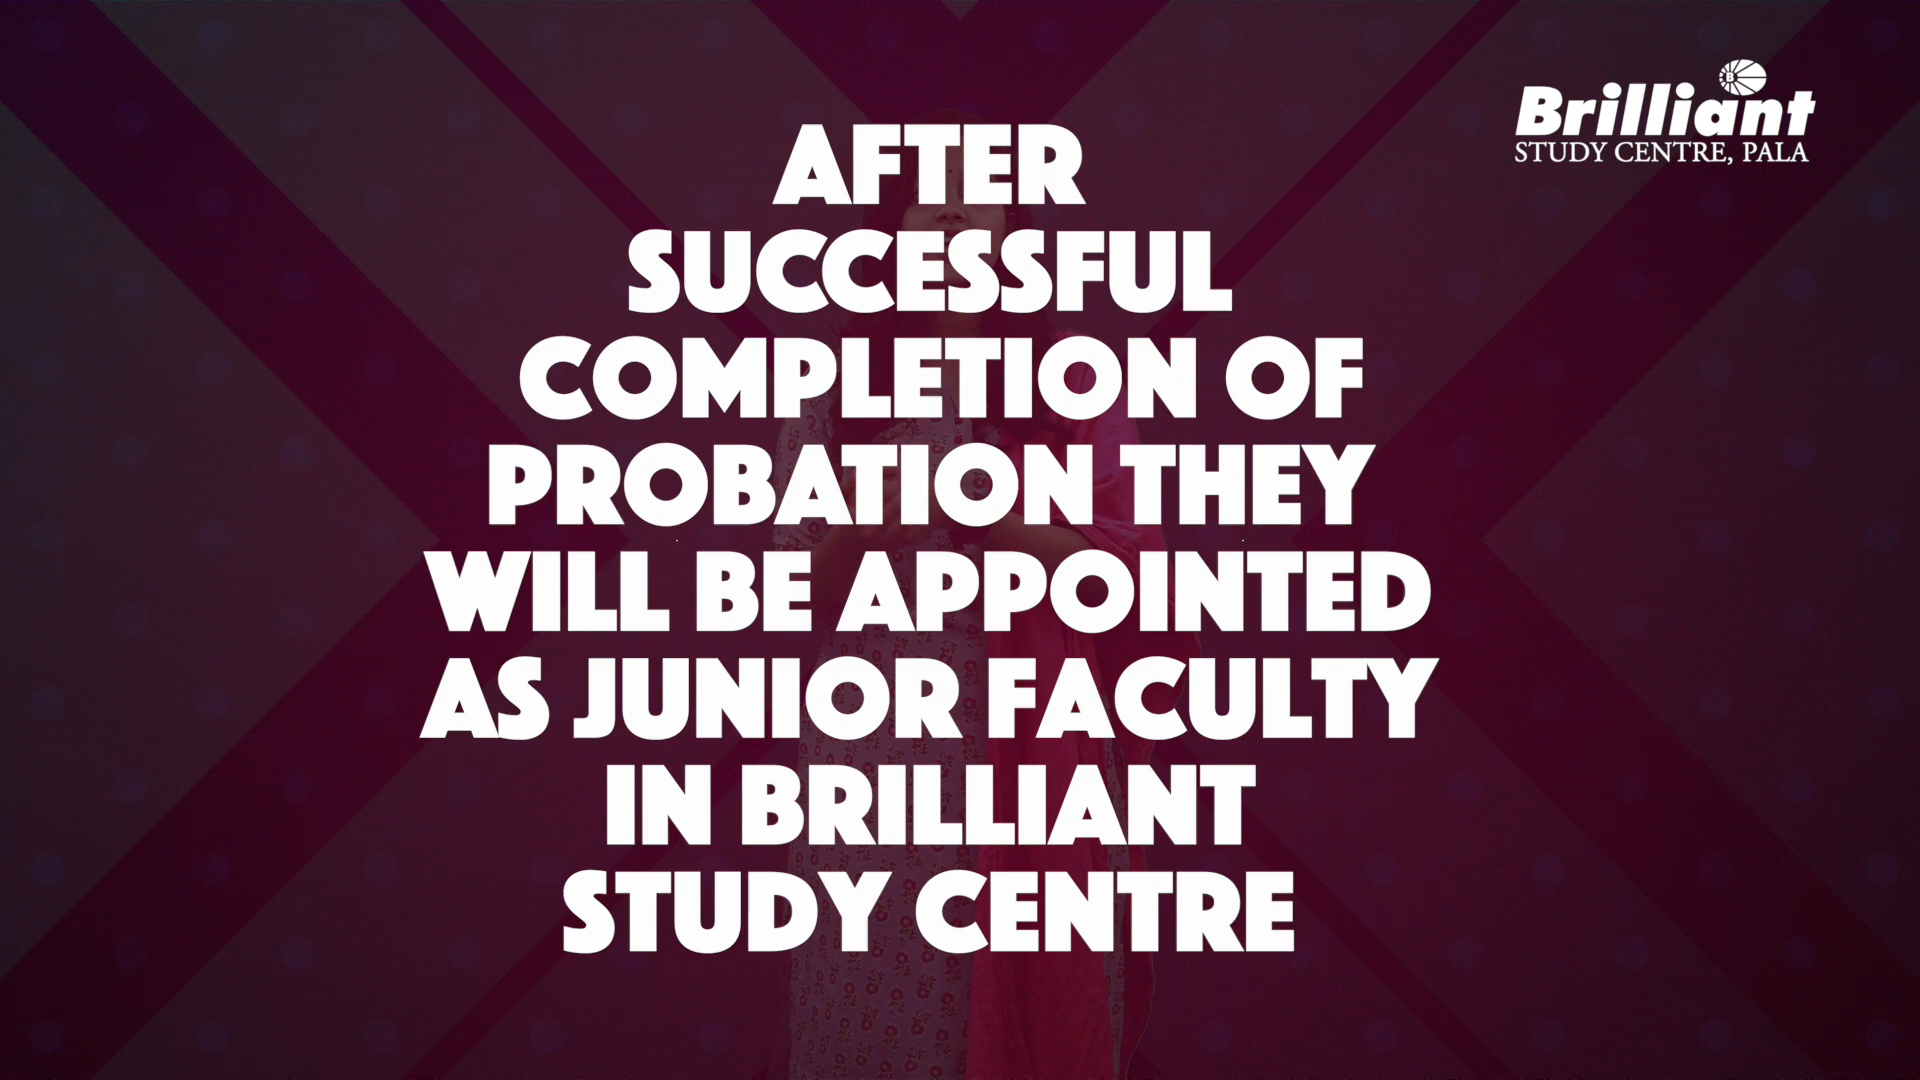 Brilliant
STUDY CENTRE, PALA
AFTER
SUCCESSFUL
COMPLETION OF
PROBATION THEY
WILL BE APPOINTED
AS JUNIOR FACULTY
IN BRILLIANT
STUDY CENTRE